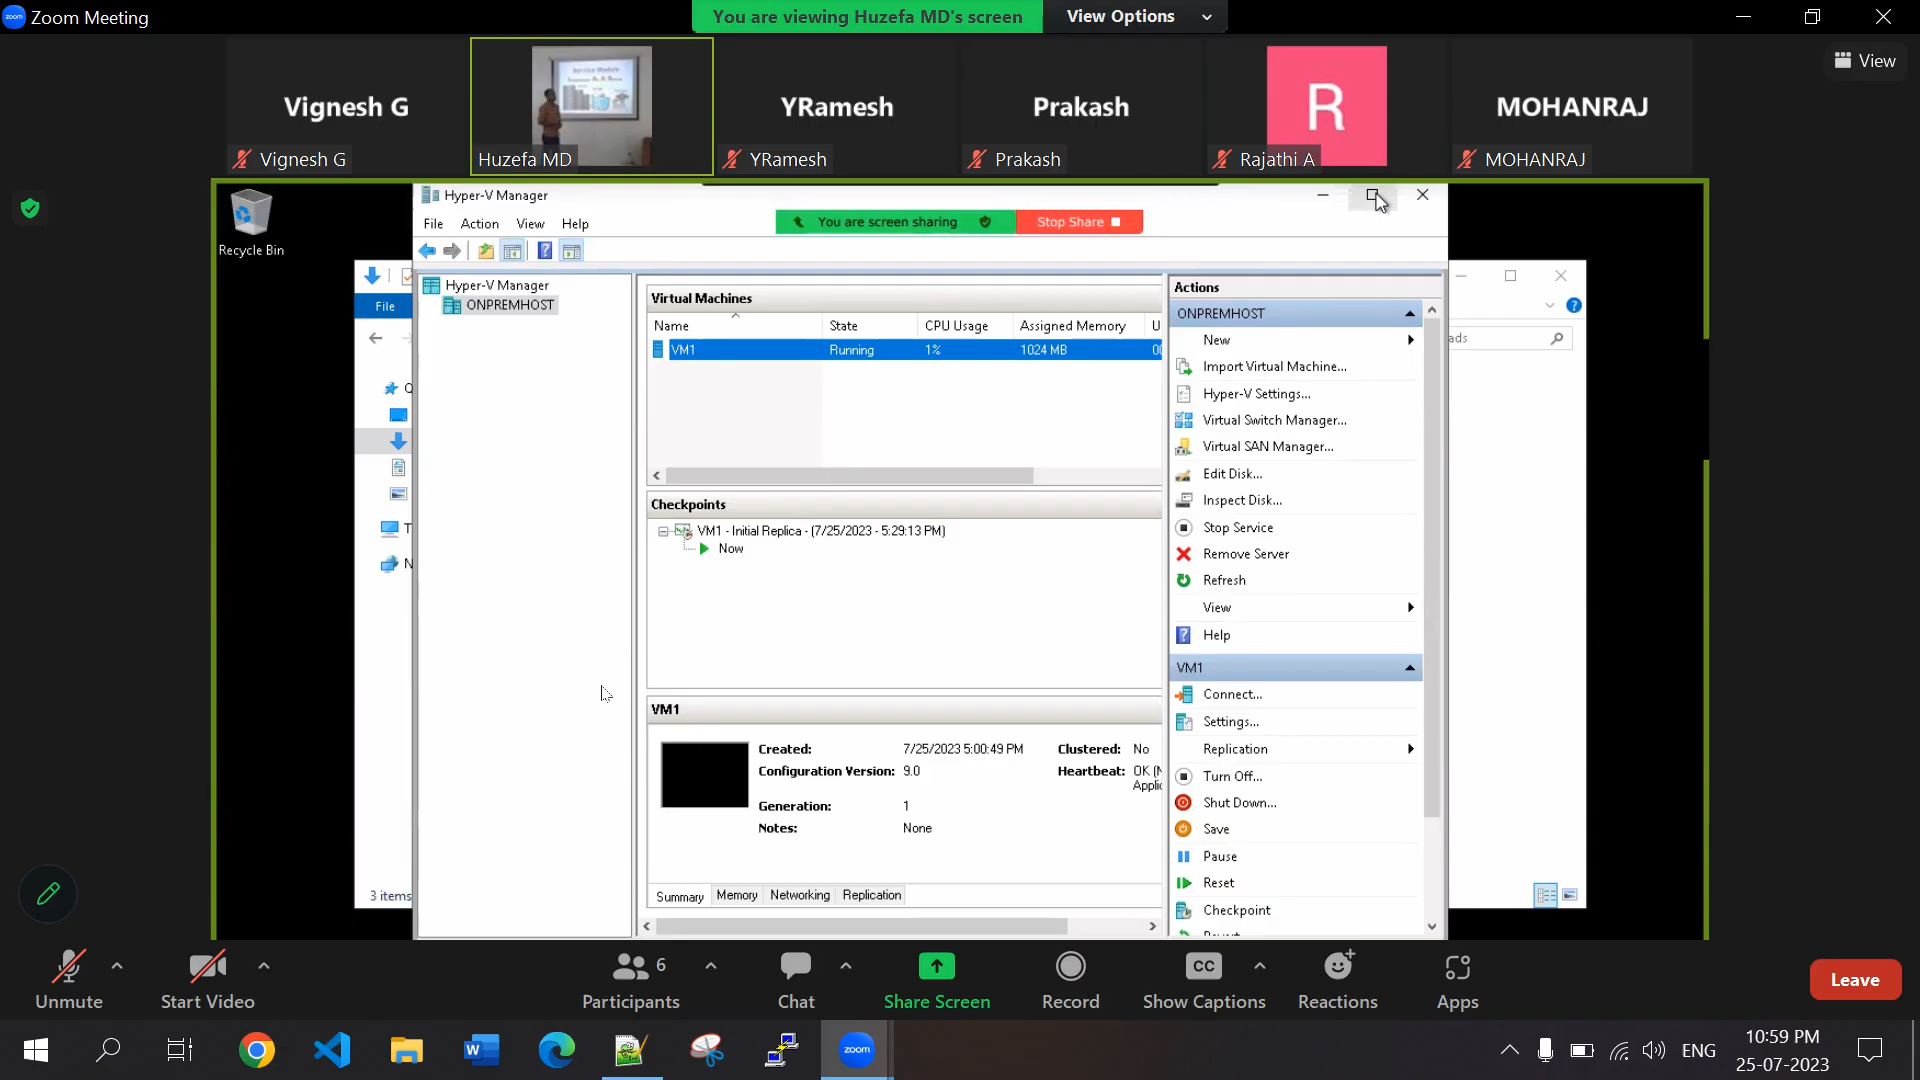 Zoom Meeting
You are viewing Huzefa MD's screen
View Options
View
Vignesh G
YRamesh
Prakash
R
MOHANRAJ
Vignesh G
Huzefa MD
YRamesh
Prakash
Rajathi A
MOHANRAJ
Recycle Bin
Hyper-V Manager
File
Action
View
Help
You are screen sharing
Stop Share
Hyper-V Manager
ONPREMHOST
File
3 items
Virtual Machines
Name
State
CPU Usage
Assigned Memory
U
VM1
Running
1%
1024 MB
Checkpoints
VM1 - Initial Replica - (7/25/2023 - 5:29:13 PM)
Now
VM1
Created: 7/25/2023 5:00:49 PM
Clustered: No
Configuration Version: 9.0
Heartbeat: OK (N
Applic
Generation: 1
Notes: None
Summary
Memory
Networking
Replication
Actions
ONPREMHOST
New
Import Virtual Machine...
Hyper-V Settings...
Virtual Switch Manager...
Virtual SAN Manager...
Edit Disk...
Inspect Disk...
Stop Service
Remove Server
Refresh
View
Help
VM1
Connect...
Settings...
Replication
Turn Off...
Shut Down...
Save
Pause
Reset
Checkpoint
ads
Unmute
Start Video
6
Participants
Chat
Share Screen
Record
CC
Show Captions
Reactions
Apps
Leave
zoom
ENG
10:59 PM
25-07-2023